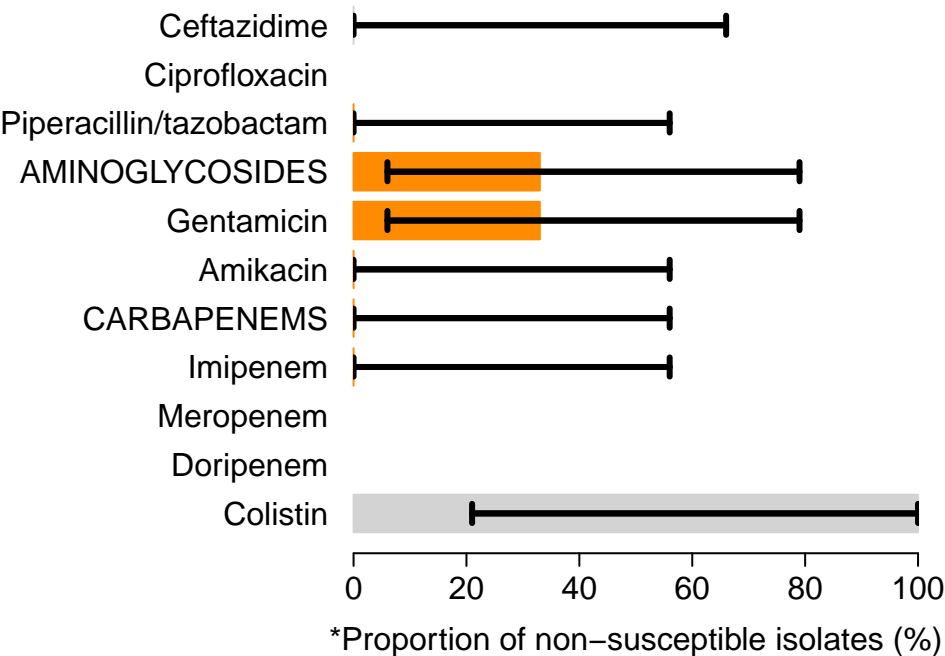 Ceftazidime
Ciprofloxacin
Piperacillin/tazobactam
AMINOGLYCOSIDES
Gentamicin
Amikacin
CARBAPENEMS
Imipenem
Meropenem
Doripenem
Colistin
0 20 40 60 80 100
*Proportion of non−susceptible isolates (%)